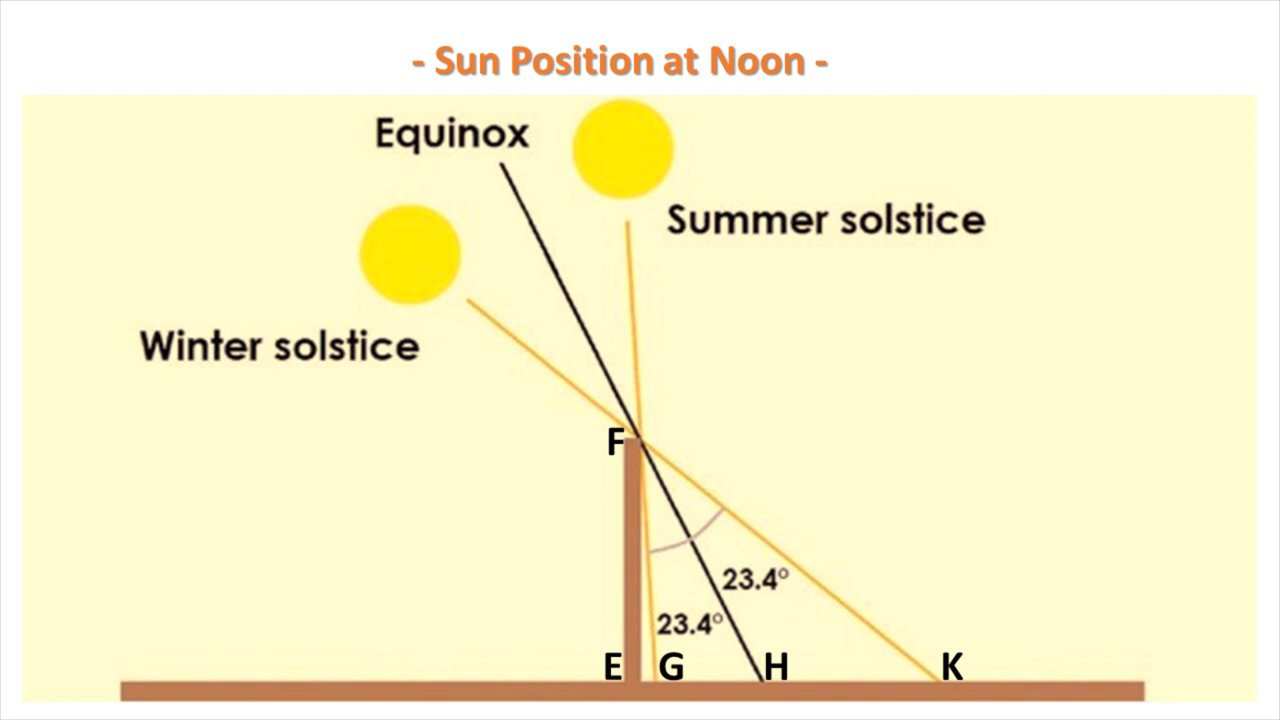 - Sun Position at Noon -
Equinox
Summer solstice
Winter solstice
F
23.4°
23.4°
E G H K